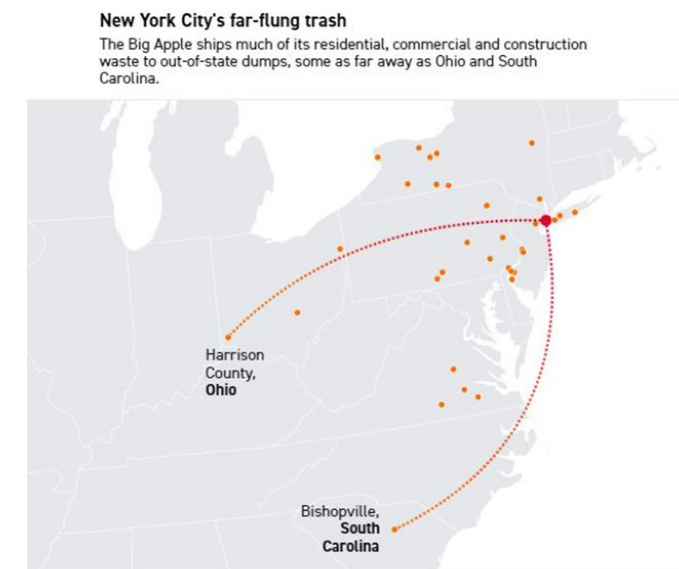 New York City's far-flung trash
The Big Apple ships much of its residential, commercial and construction
waste to out-of-state dumps, some as far away as Ohio and South
Carolina.
Harrison
County,
Ohio
Bishopville,
South
Carolina